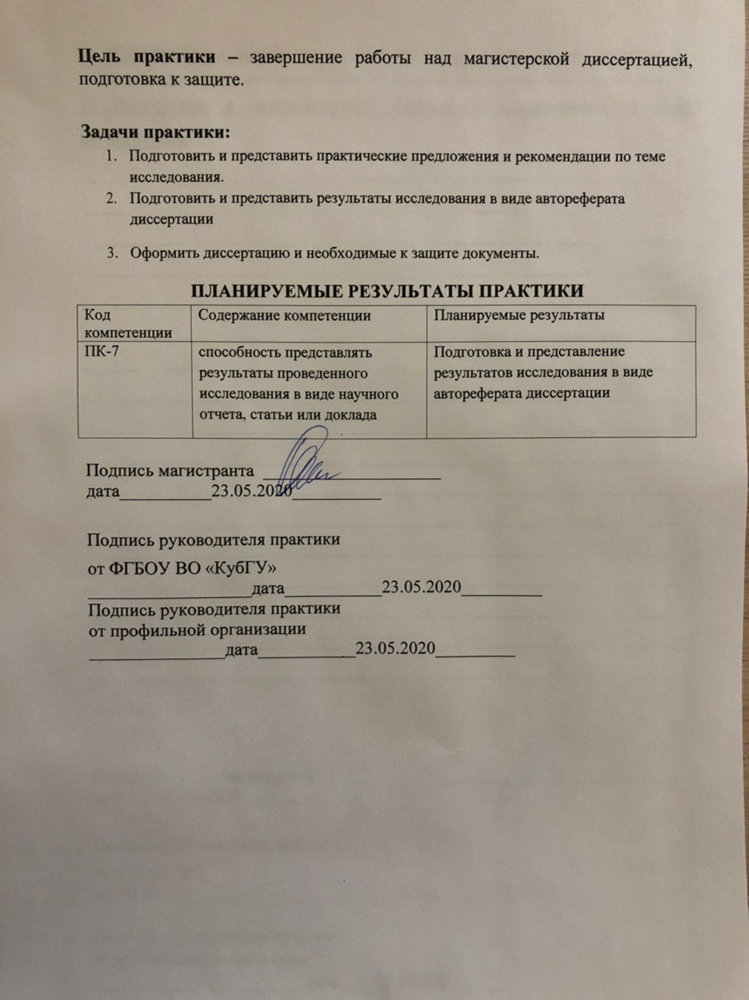 Цель практики – завершение работы над магистерской диссертацией,
подготовка к защите.
Задачи практики:
1. Подготовить и представить практические предложения и рекомендации по теме
исследования.
2. Подготовить и представить результаты исследования в виде автореферата
диссертации
3. Оформить диссертацию и необходимые к защите документы.
ПЛАНИРУЕМЫЕ РЕЗУЛЬТАТЫ ПРАКТИКИ
Код
компетенции
Содержание компетенции
Планируемые результаты
ПК-7
способность представлять
результаты проведенного
исследования в виде научного
отчета, статьи или доклада
Подготовка и представление
результатов исследования в виде
автореферата диссертации
Подпись магистранта ____________________
дата__________23.05.2020__________
Подпись руководителя практики
от ФГБОУ ВО «КубГУ»
__________________дата___________23.05.2020_________
Подпись руководителя практики
от профильной организации
_______________дата___________23.05.2020_________